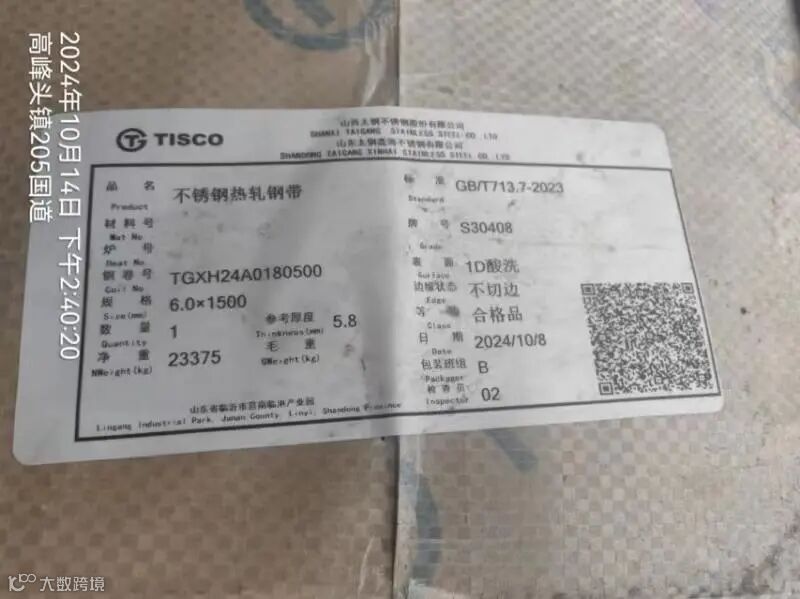 2024年10月14日 下午2:40:20
高峰头镇205国道
TISCO
山西太钢不锈钢股份有限公司
SHANXI TAIGANG STAINLESS STEEL CO LTD
山东太钢鑫海不锈钢有限公司
SHANDONG TAIGANG XINHAI STAINLESS STEEL CO LTD
品名 不锈钢热轧钢带
Product
材料号
Mat No
炉带
Heat No
钢卷号 TGXH24A0180500
Coil No
规格 6.0×1500
Size(mm)
参考厚度 5.8
Thinkness(mm)
数量 1
Quantity
毛重
GWeight(kg)
净重 23375
NWeight(kg)
标准 GB/T713.7-2023
Standard
牌号 S30408
Grade
表面 1D酸洗
Surface
边缘状态 不切边
Edge
等 合格品
Class
日期 2024/10/8
Date
包装班组 B
Packager
检查员 02
Inspector
山东省临沂市莒南临港产业园
Lingang Industrial Park, Junan County, Linyi, Shandong Province
大数跨境